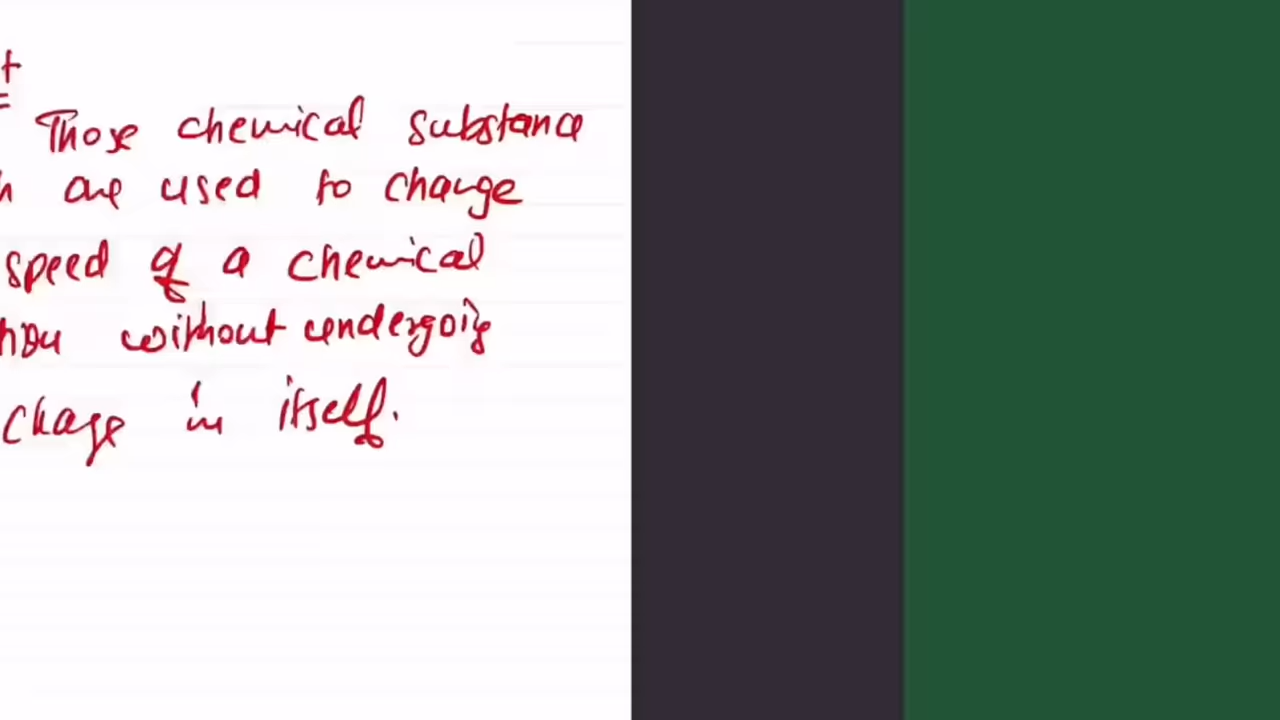 Those chemical substance
are used to change
speed of a chemical
without undergoing
change in itself.